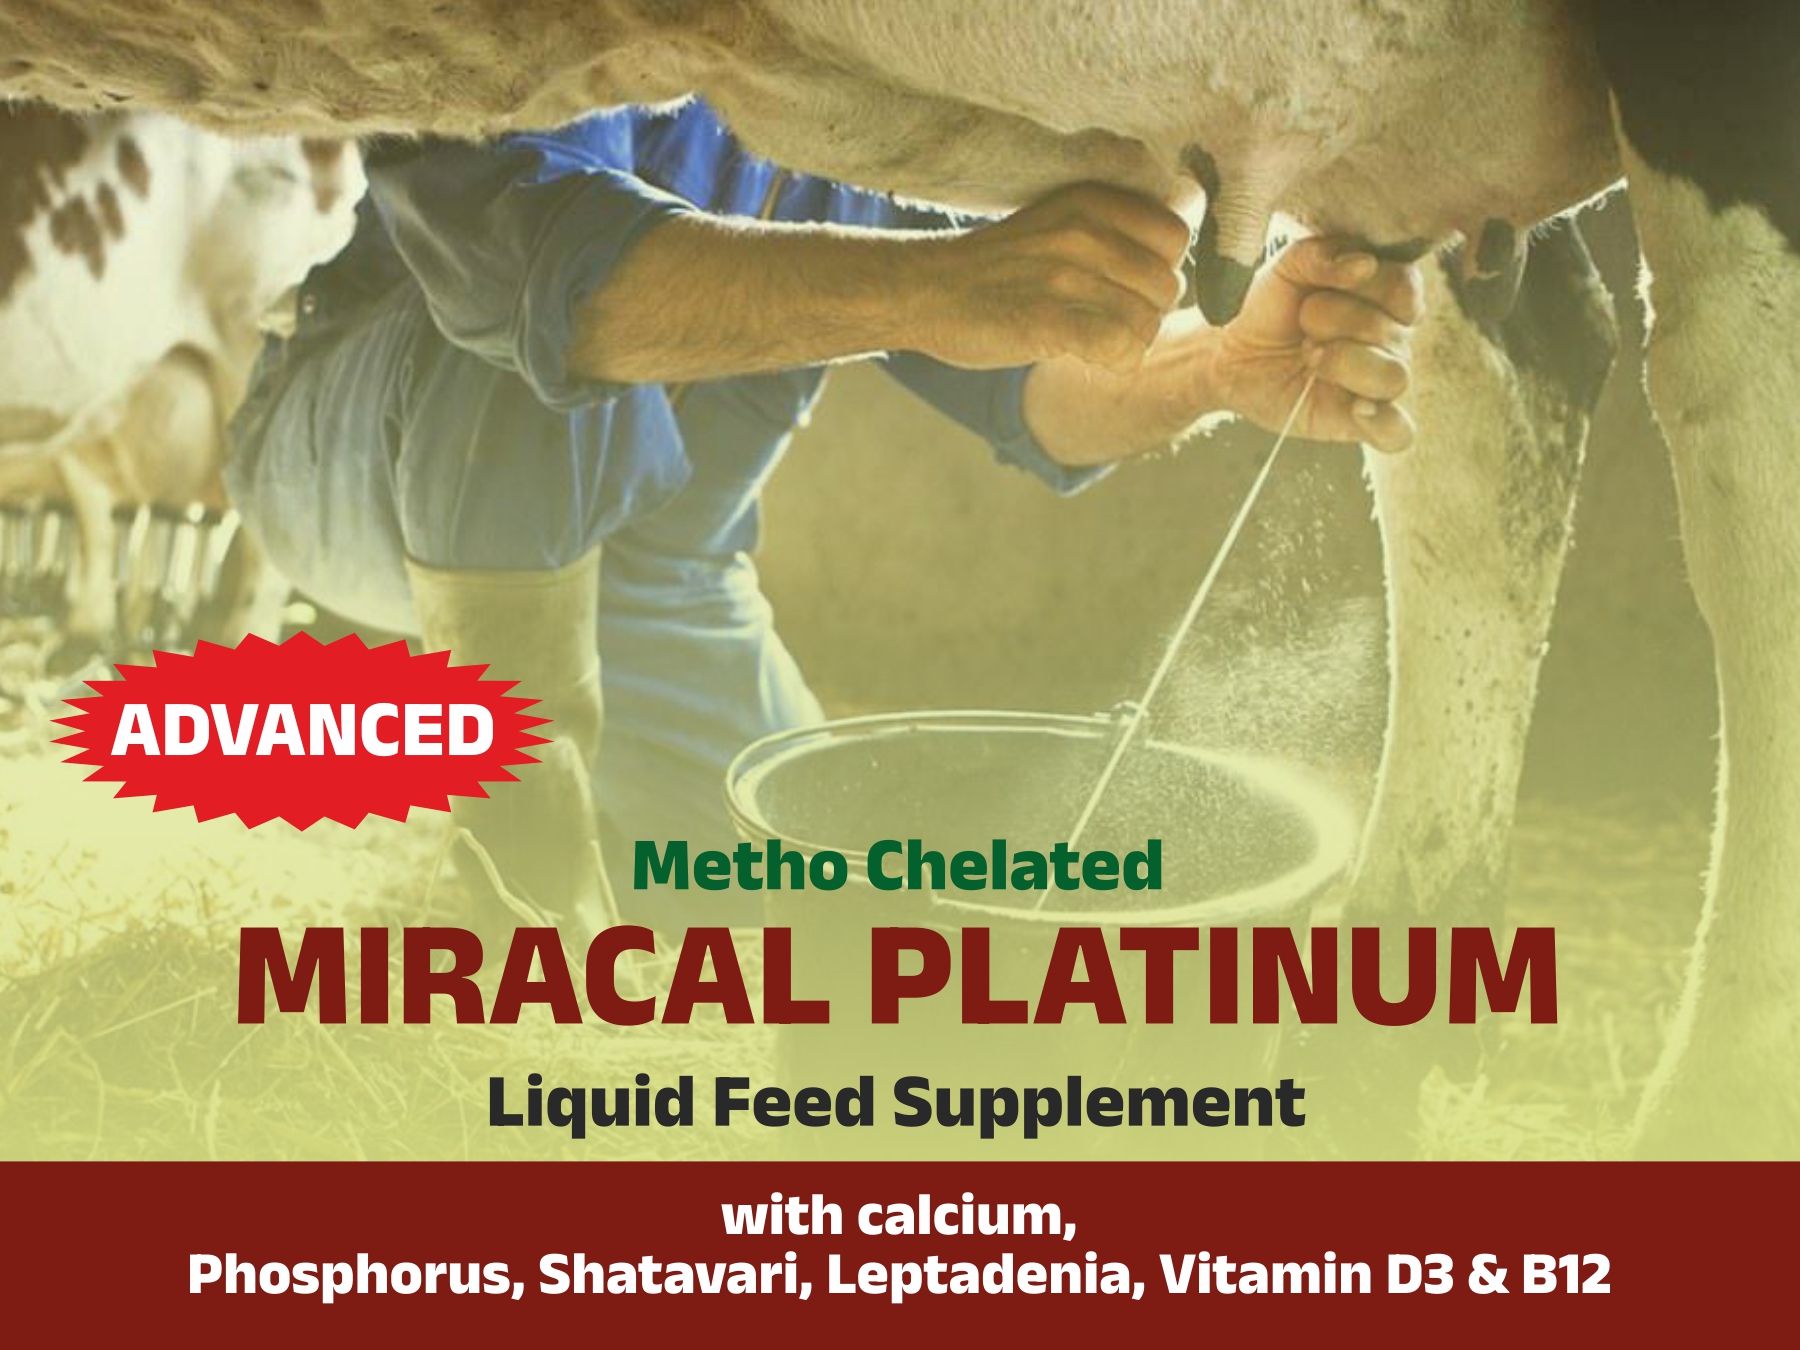 ADVANCED
Metho Chelated
MIRACAL PLATINUM
Liquid Feed Supplement
with calcium,
Phosphorus, Shatavari, Leptadenia, Vitamin D3 & B12